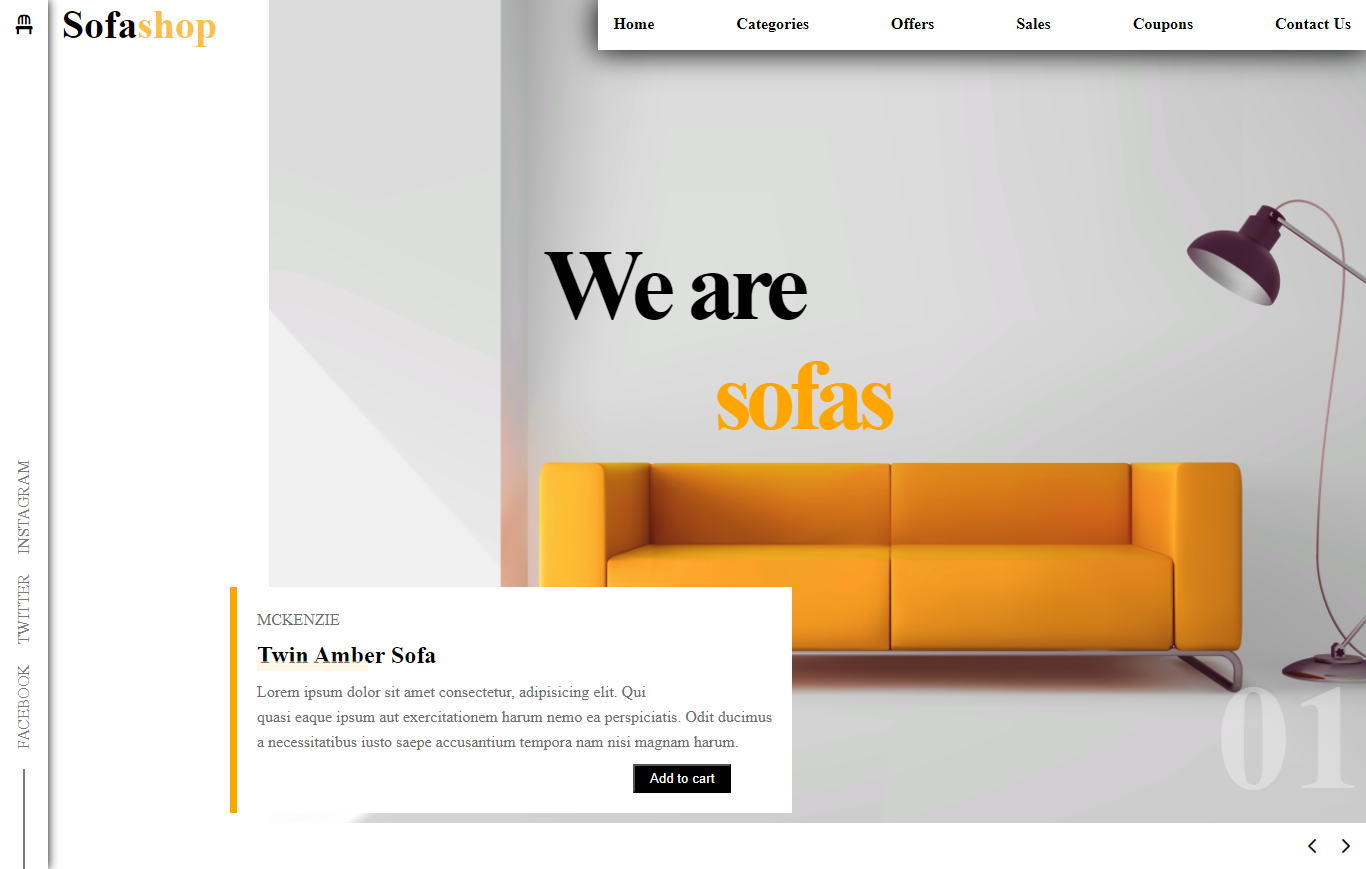 Sofashop
Home Categories Offers Sales Coupons Contact Us
We are
sofas
INSTAGRAM
TWITTER
FACEBOOK
MCKENZIE
Twin Amber Sofa
Lorem ipsum dolor sit amet consectetur, adipisicing elit. Qui
quasi eaque ipsum aut exercitationem harum nemo ea perspiciatis. Odit ducimus
a necessitatibus iusto saepe accusantium tempora nam nisi magnam harum.
Add to cart
01